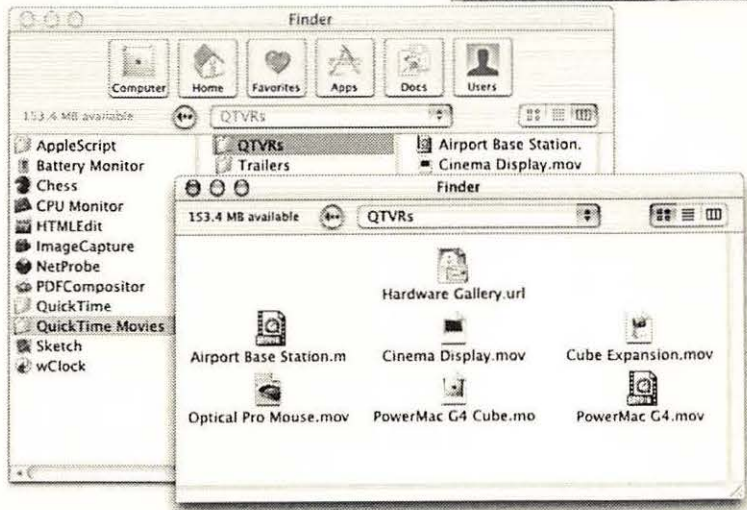 Finder
Computer Home Favorites Apps Docs Users
153.4 MB available QTVRs
AppleScript
Battery Monitor
Chess
CPU Monitor
HTMLEdit
ImageCapture
NetProbe
PDFCompositor
QuickTime
QuickTime Movies
Sketch
wClock
QTVRs
Trailers
Airport Base Station.
Cinema Display.mov
Finder
153.4 MB available QTVRs
Hardware Gallery.url
Airport Base Station.m Cinema Display.mov Cube Expansion.mov
Optical Pro Mouse.mov PowerMac G4 Cube.mo PowerMac G4.mov